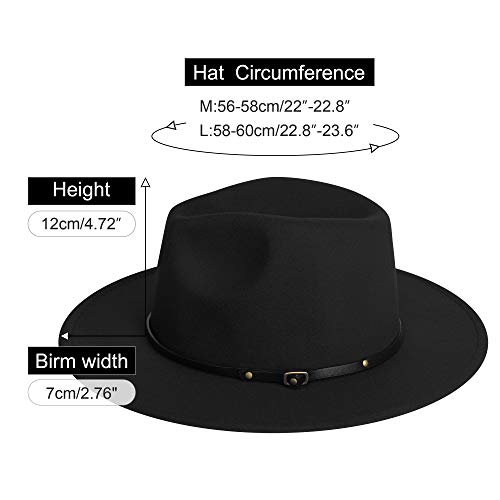 Hat Circumference
M:56-58cm/22″-22.8″
L:58-60cm/22.8″-23.6″
Height
12cm/4.72″
Birm width
7cm/2.76"